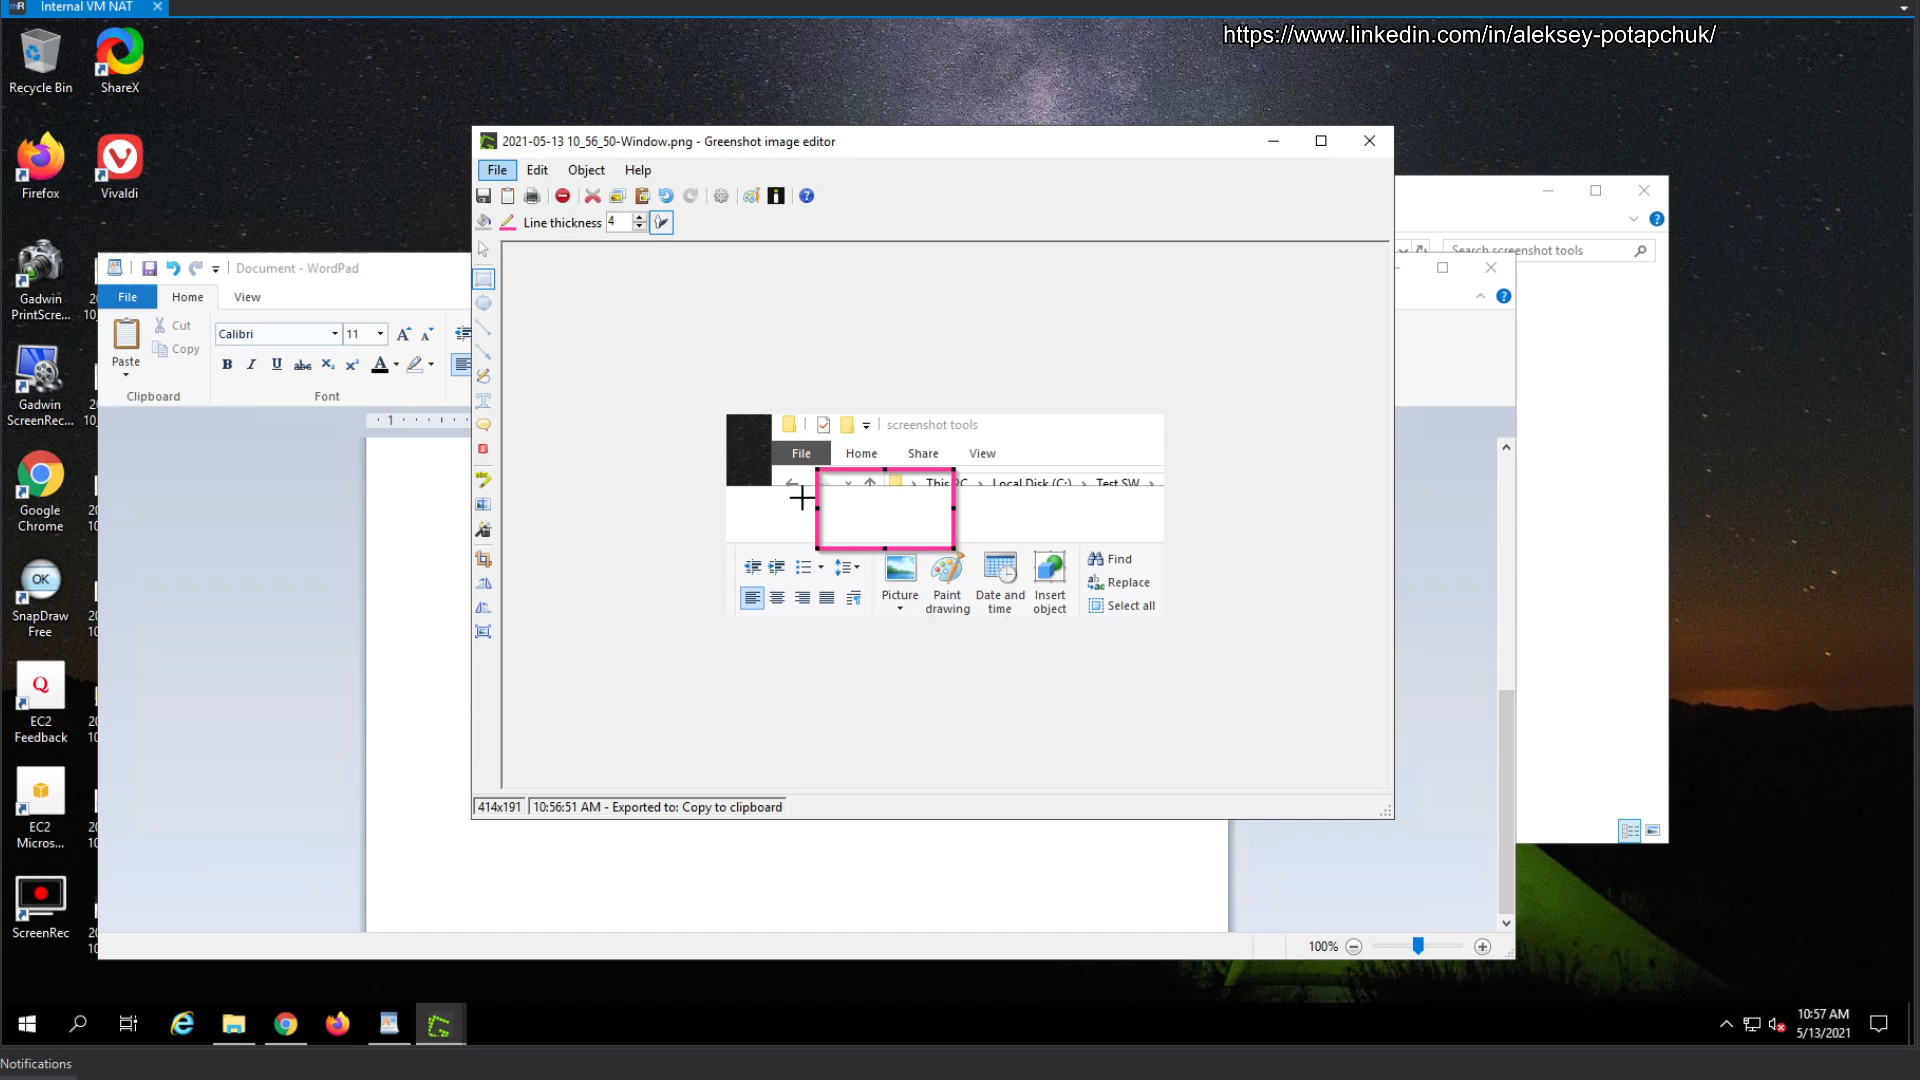 Internal VM NAT
https://www.linkedin.com/in/aleksey-potapchuk/
Recycle Bin
ShareX
Firefox
Vivaldi
Gadwin
PrintScre...
Gadwin
ScreenRec...
Google
Chrome
SnapDraw
Free
EC2
Feedback
EC2
Micros...
ScreenRec
2021-05-13 10_56_50-Window.png - Greenshot image editor
File Edit Object Help
Line thickness 4
Search screenshot tools
Document - WordPad
File Home View
Paste
Cut
Copy
Clipboard
Calibri 11
Font
screenshot tools
File Home Share View
This PC Local Disk (C:) Test SW
Picture
Paint
drawing
Date and
time
Insert
object
Find
Replace
Select all
414x191 10:56:51 AM - Exported to: Copy to clipboard
100%
10:57 AM
5/13/2021
Notifications